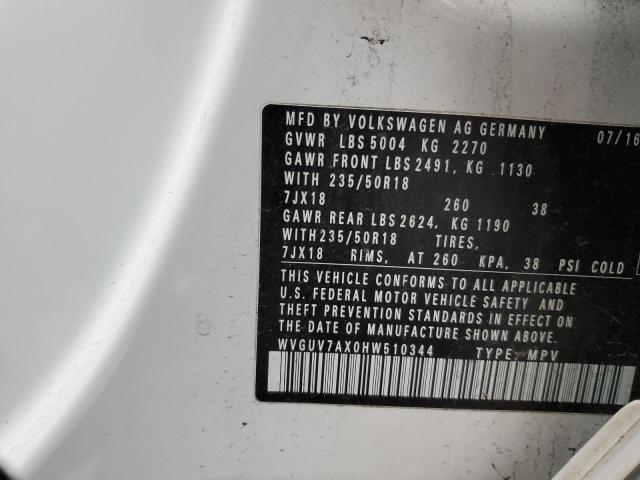 MFD BY VOLKSWAGEN AG GERMANY 07/16
GVWR LBS 5004 KG 2270
GAWR FRONT LBS 2491, KG 1130
WITH 235/50R18
7JX18 260 38
GAWR REAR LBS 2624, KG 1190
WITH 235/50R18 TIRES,
7JX18 RIMS, AT 260 KPA, 38 PSI COLD
THIS VEHICLE CONFORMS TO ALL APPLICABLE
U.S. FEDERAL MOTOR VEHICLE SAFETY AND
THEFT PREVENTION STANDARDS IN EFFECT ON
THE DATE OF MANUFACTURE SHOWN ABOVE.
WVGUV7AX0HW510344 TYPE: MPV